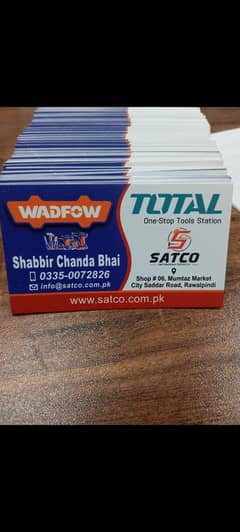 WADFOW
Shabbir Chanda Bhai
0335-0072826
info@satco.com.pk
TOTAL
One-Stop Tools Station
SATCO
Shop # 06, Mumtaz Market
City Saddar Road, Rawalpindi
www.satco.com.pk